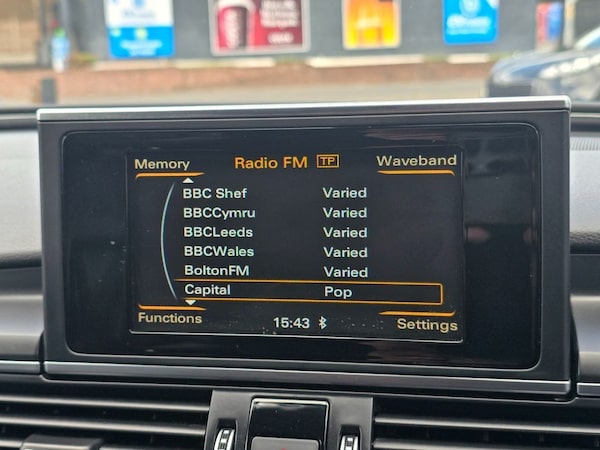 Memory Radio FM TP Waveband
BBC Shef Varied
BBCCymru Varied
BBCLeeds Varied
BBCWales Varied
BoltonFM Varied
Capital Pop
Functions 15:43 Settings